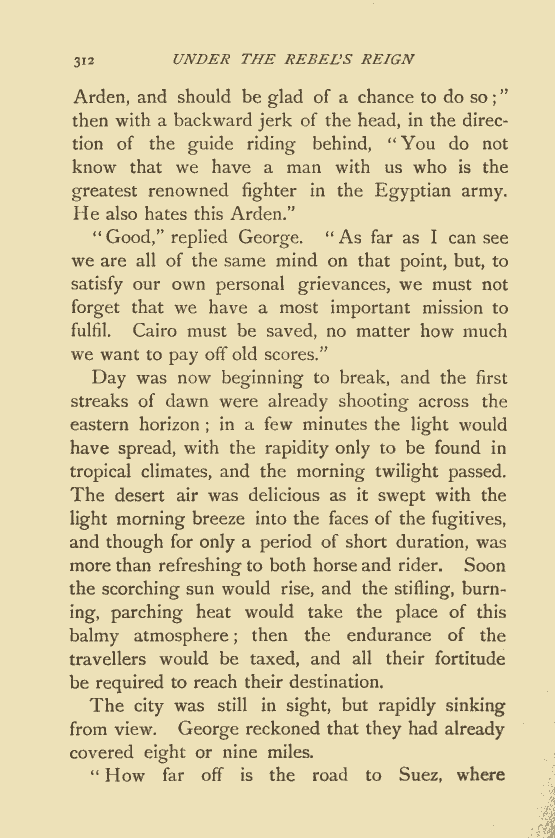 312 UNDER THE REBEL'S REIGN
Arden, and should be glad of a chance to do so;"
then with a backward jerk of the head, in the direc-
tion of the guide riding behind, "You do not
know that we have a man with us who is the
greatest renowned fighter in the Egyptian army.
He also hates this Arden."
"Good," replied George. "As far as I can see
we are all of the same mind on that point, but, to
satisfy our own personal grievances, we must not
forget that we have a most important mission to
fulfil. Cairo must be saved, no matter how much
we want to pay off old scores."
Day was now beginning to break, and the first
streaks of dawn were already shooting across the
eastern horizon; in a few minutes the light would
have spread, with the rapidity only to be found in
tropical climates, and the morning twilight passed.
The desert air was delicious as it swept with the
light morning breeze into the faces of the fugitives,
and though for only a period of short duration, was
more than refreshing to both horse and rider. Soon
the scorching sun would rise, and the stifling, burn-
ing, parching heat would take the place of this
balmy atmosphere; then the endurance of the
travellers would be taxed, and all their fortitude
be required to reach their destination.
The city was still in sight, but rapidly sinking
from view. George reckoned that they had already
covered eight or nine miles.
"How far off is the road to Suez, where